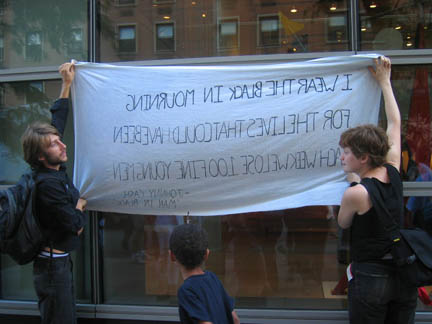 I WEAR THE BLACK IN MOURNING
FOR THE LIVES THAT COULD HAVE BEEN
ACH WEEK WE LOSE 100 FINE YOUNG MEN
-JOHNNY CASH
MAN IN BLACK